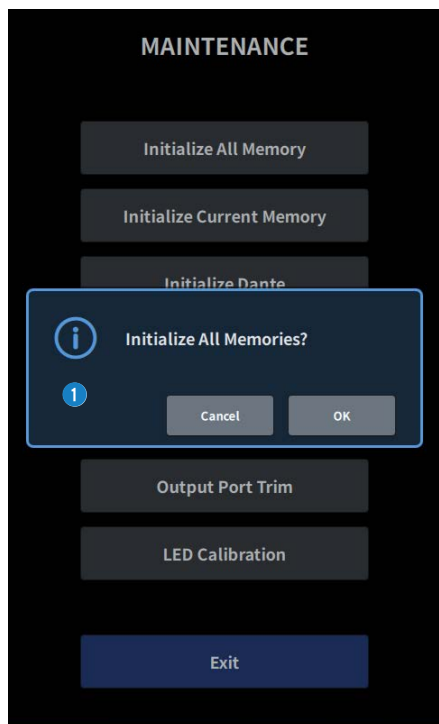 MAINTENANCE
Initialize All Memory
Initialize Current Memory
Initialize Dante
Initialize All Memories?
1
Cancel OK
Output Port Trim
LED Calibration
Exit